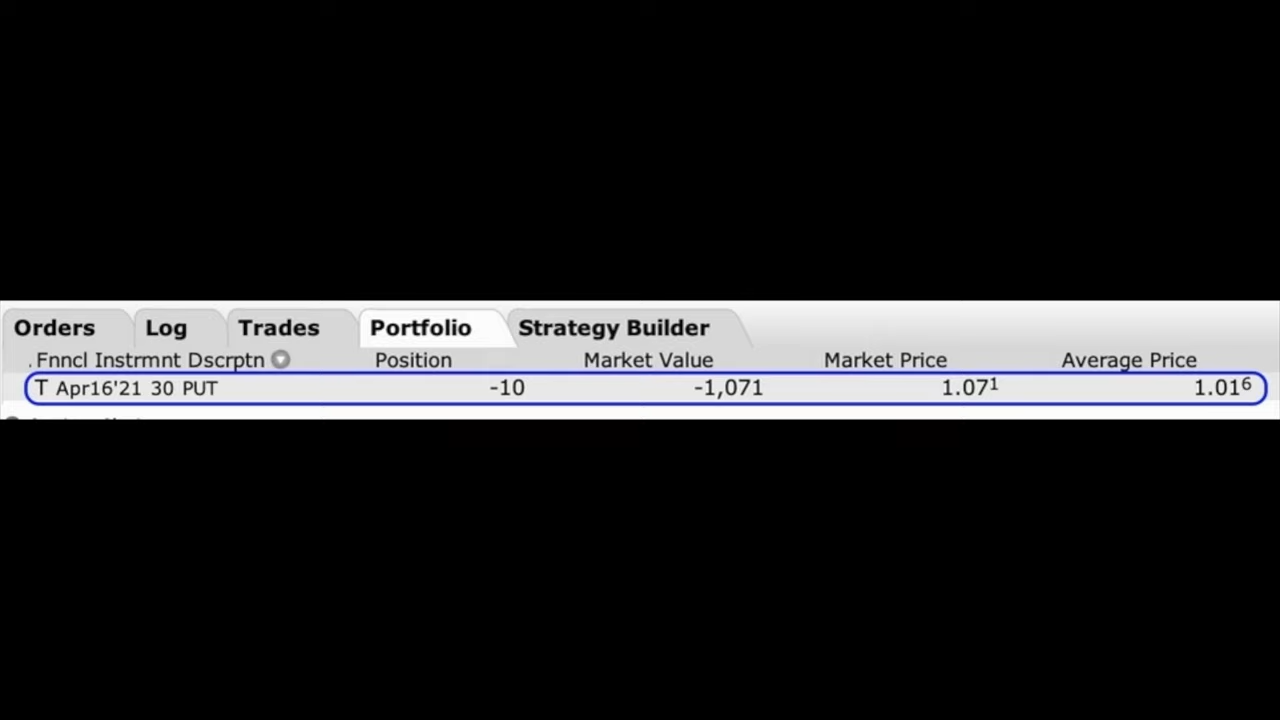 Orders Log Trades Portfolio Strategy Builder
Fnncl Instrmnt Dscrptn Position Market Value Market Price Average Price
T Apr16'21 30 PUT -10 -1,071 1.071 1.016